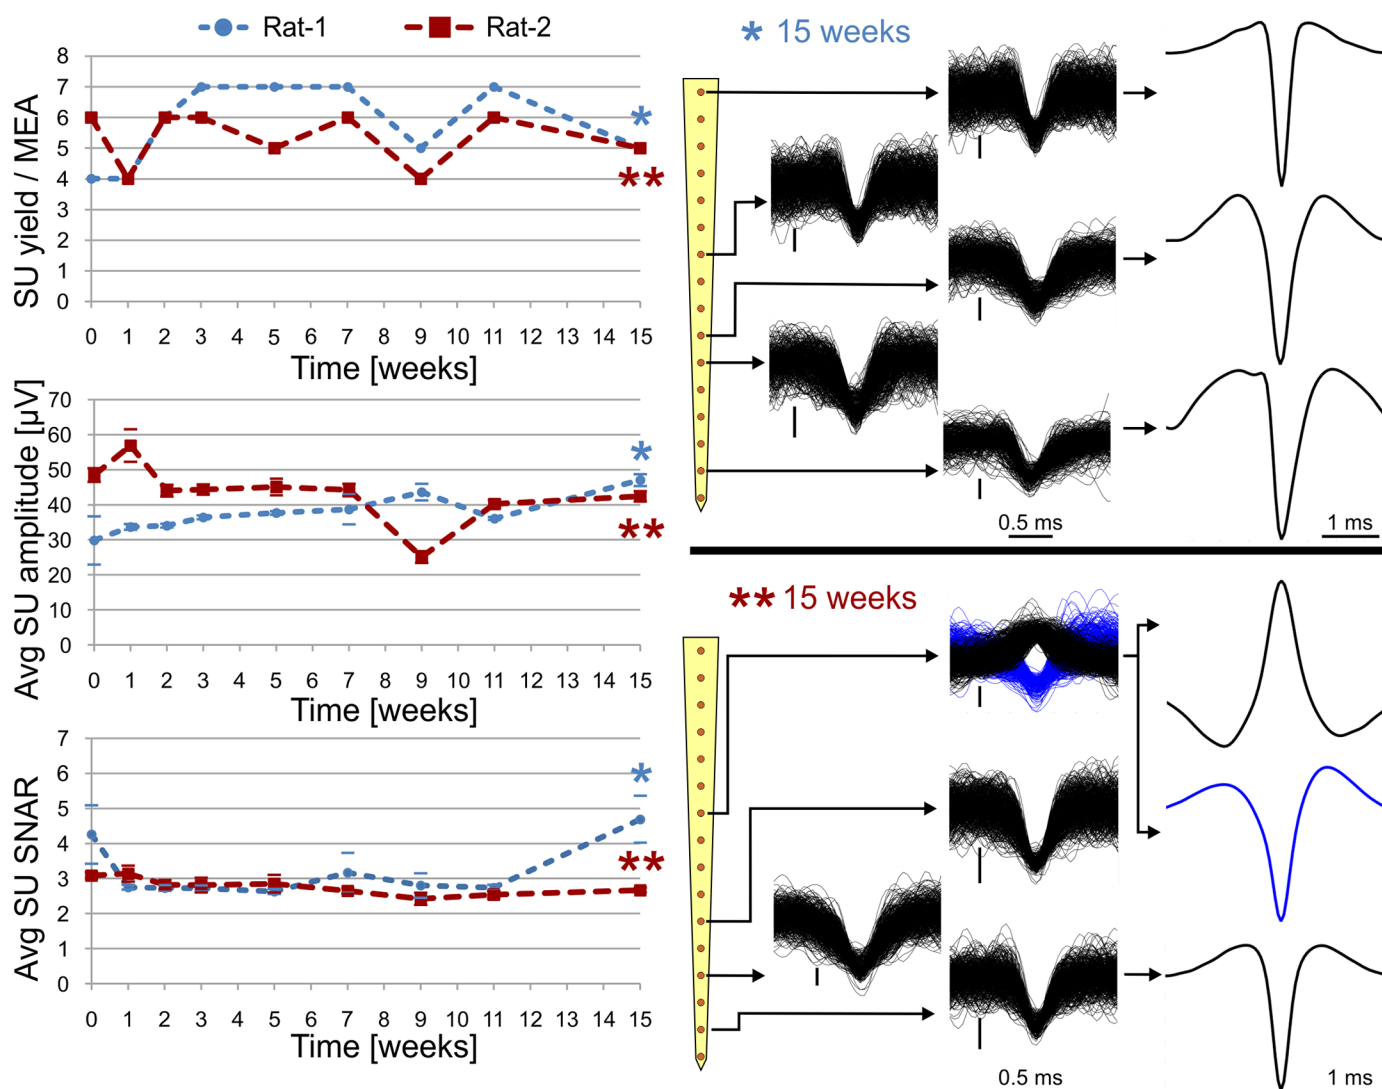 Rat-1 Rat-2
SU yield / MEA
8
7
6
5
4
3
2
1
0
0 1 2 3 4 5 6 7 8 9 10 11 12 13 14 15
Time [weeks]
*
**
Avg SU amplitude [µV]
70
60
50
40
30
20
10
0
0 1 2 3 4 5 6 7 8 9 10 11 12 13 14 15
Time [weeks]
*
**
Avg SU SNAR
7
6
5
4
3
2
1
0
0 1 2 3 4 5 6 7 8 9 10 11 12 13 14 15
Time [weeks]
*
**
* 15 weeks
0.5 ms
1 ms
** 15 weeks
0.5 ms
1 ms